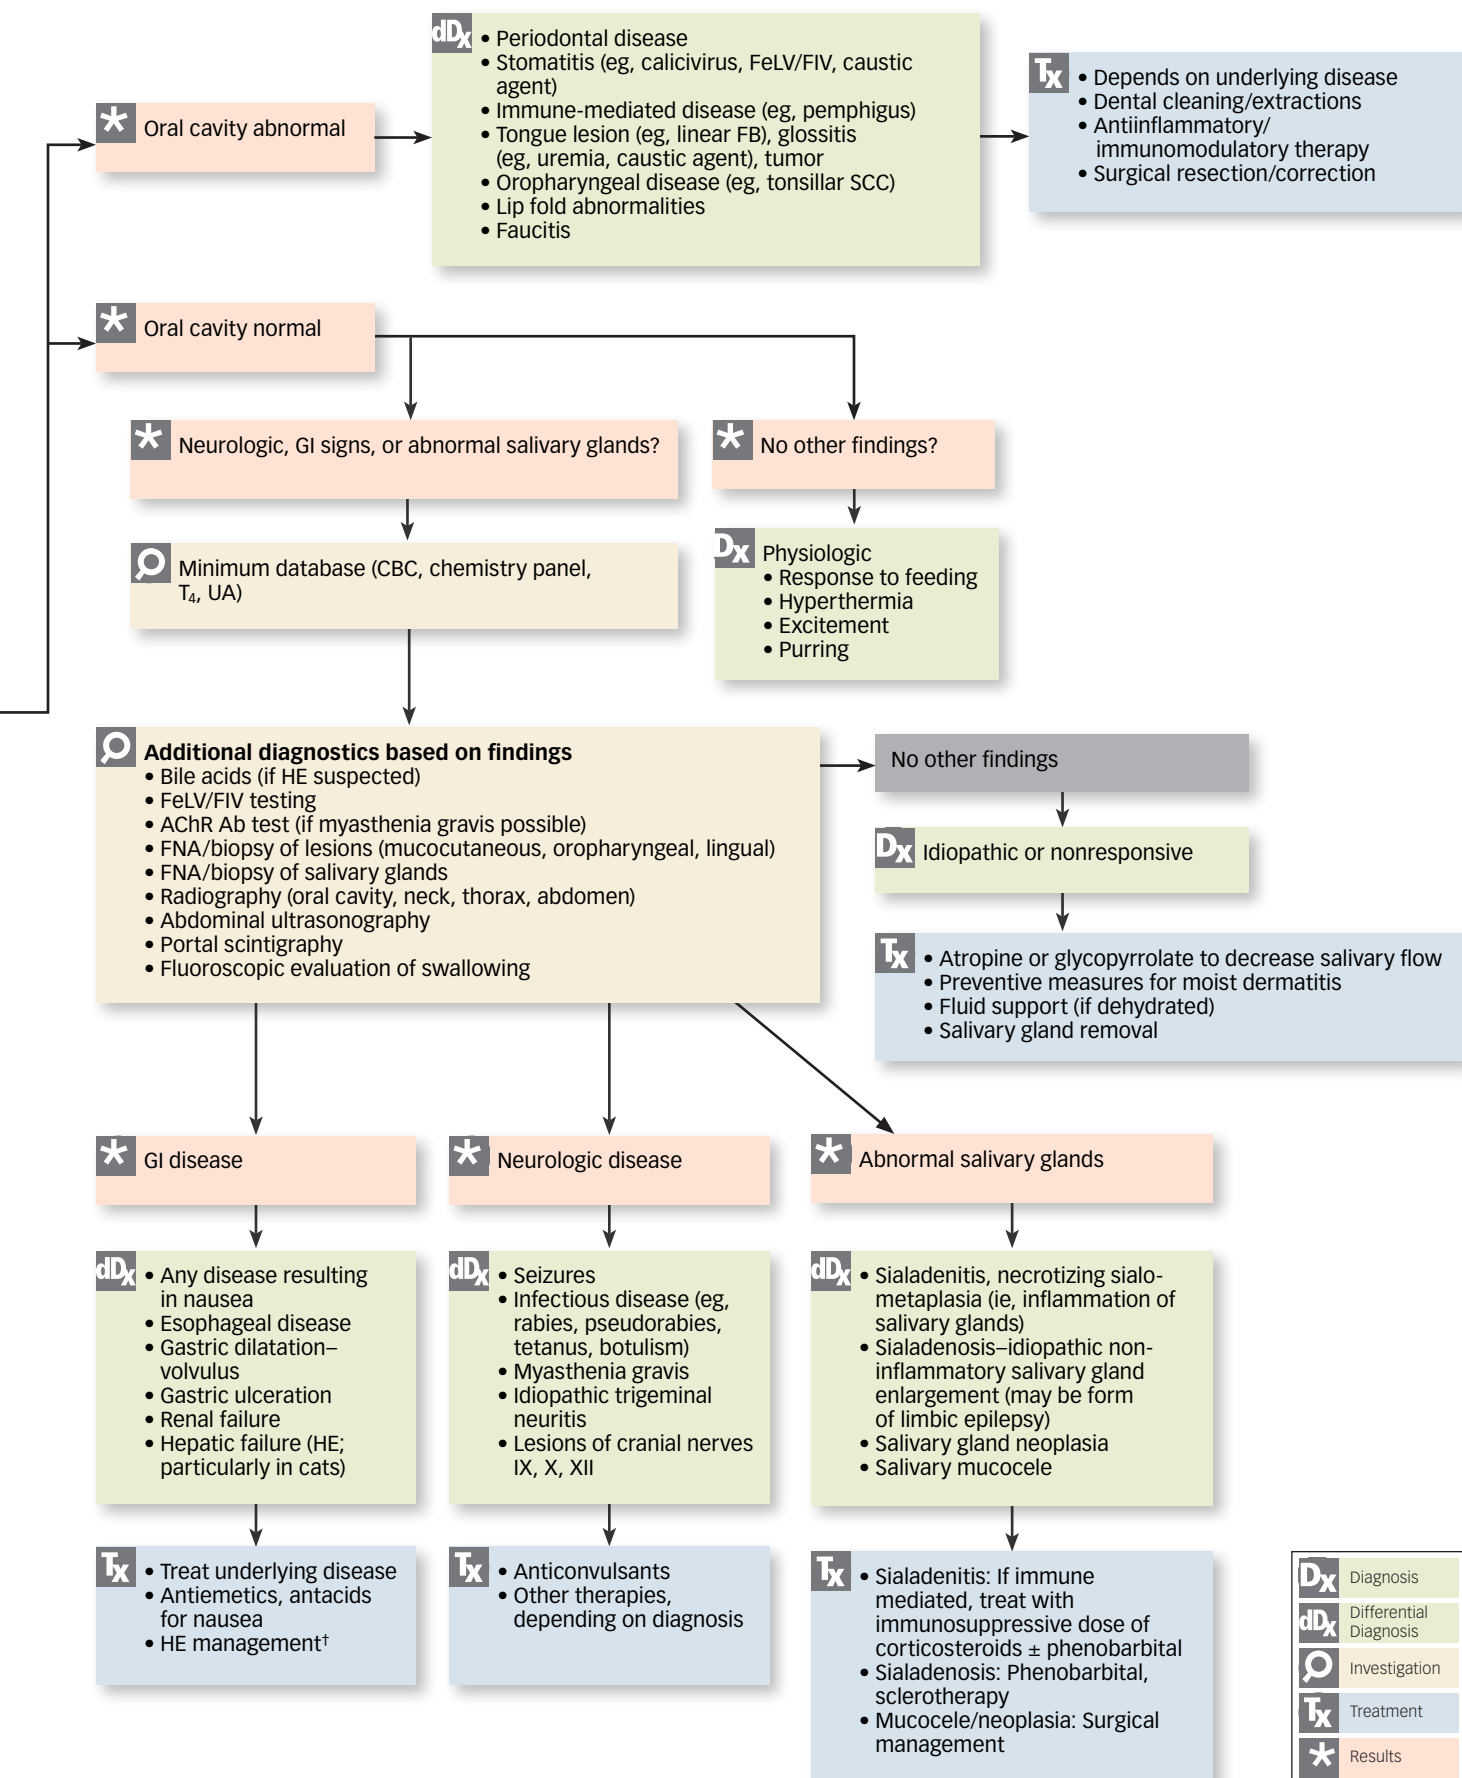 dDx
• Periodontal disease
• Stomatitis (eg, calicivirus, FeLV/FIV, caustic
agent)
• Immune-mediated disease (eg, pemphigus)
• Tongue lesion (eg, linear FB), glossitis
(eg, uremia, caustic agent), tumor
• Oropharyngeal disease (eg, tonsillar SCC)
• Lip fold abnormalities
• Faucitis
Tx
• Depends on underlying disease
• Dental cleaning/extractions
• Antiinflammatory/
immunomodulatory therapy
• Surgical resection/correction
* Oral cavity abnormal
* Oral cavity normal
* Neurologic, GI signs, or abnormal salivary glands?
* No other findings?
Minimum database (CBC, chemistry panel,
T₄, UA)
Dx Physiologic
• Response to feeding
• Hyperthermia
• Excitement
• Purring
Additional diagnostics based on findings
• Bile acids (if HE suspected)
• FeLV/FIV testing
• AChR Ab test (if myasthenia gravis possible)
• FNA/biopsy of lesions (mucocutaneous, oropharyngeal, lingual)
• FNA/biopsy of salivary glands
• Radiography (oral cavity, neck, thorax, abdomen)
• Abdominal ultrasonography
• Portal scintigraphy
• Fluoroscopic evaluation of swallowing
No other findings
Dx Idiopathic or nonresponsive
Tx
• Atropine or glycopyrrolate to decrease salivary flow
• Preventive measures for moist dermatitis
• Fluid support (if dehydrated)
• Salivary gland removal
* GI disease
* Neurologic disease
* Abnormal salivary glands
dDx
• Any disease resulting
in nausea
• Esophageal disease
• Gastric dilatation–
volvulus
• Gastric ulceration
• Renal failure
• Hepatic failure (HE;
particularly in cats)
dDx
• Seizures
• Infectious disease (eg,
rabies, pseudorabies,
tetanus, botulism)
• Myasthenia gravis
• Idiopathic trigeminal
neuritis
• Lesions of cranial nerves
IX, X, XII
dDx
• Sialadenitis, necrotizing sialo-
metaplasia (ie, inflammation of
salivary glands)
• Sialadenosis–idiopathic non-
inflammatory salivary gland
enlargement (may be form
of limbic epilepsy)
• Salivary gland neoplasia
• Salivary mucocele
Tx
• Treat underlying disease
• Antiemetics, antacids
for nausea
• HE management†
Tx
• Anticonvulsants
• Other therapies,
depending on diagnosis
Tx
• Sialadenitis: If immune
mediated, treat with
immunosuppressive dose of
corticosteroids ± phenobarbital
• Sialadenosis: Phenobarbital,
sclerotherapy
• Mucocele/neoplasia: Surgical
management
Dx Diagnosis
dDx Differential
Diagnosis
Investigation
Tx Treatment
* Results